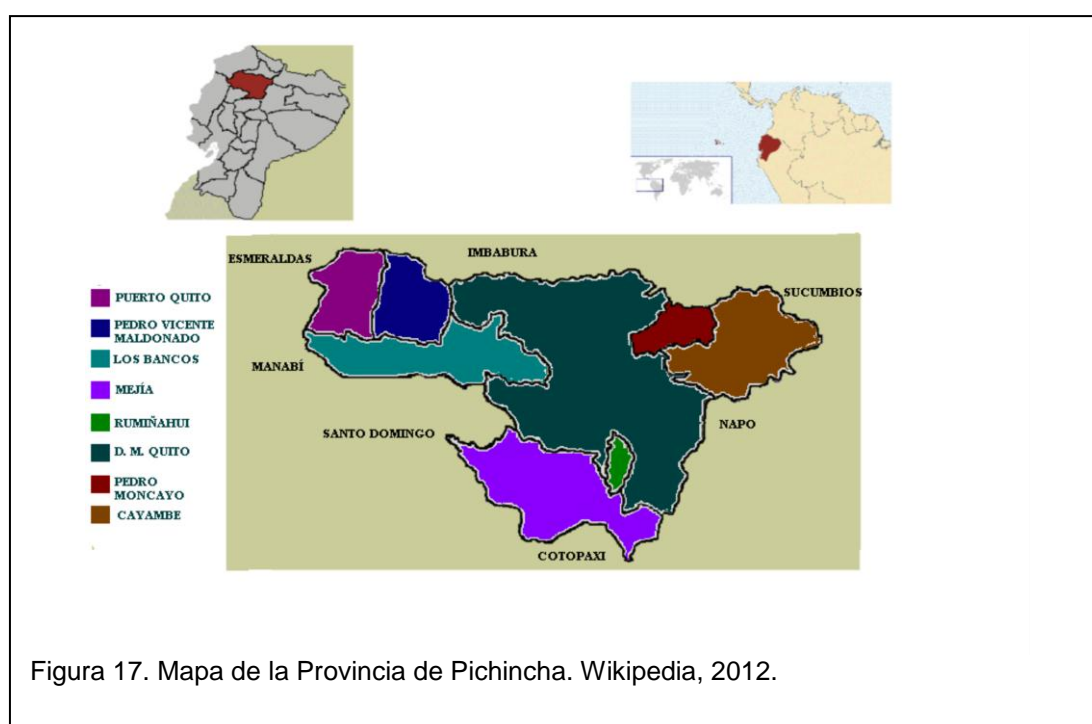 ESMERALDAS
IMBABURA
SUCUMBIOS
MANABÍ
SANTO DOMINGO
NAPO
COTOPAXI
PUERTO QUITO
PEDRO VICENTE
MALDONADO
LOS BANCOS
MEJÍA
RUMIÑAHUI
D. M. QUITO
PEDRO
MONCAYO
CAYAMBE
Figura 17. Mapa de la Provincia de Pichincha. Wikipedia, 2012.